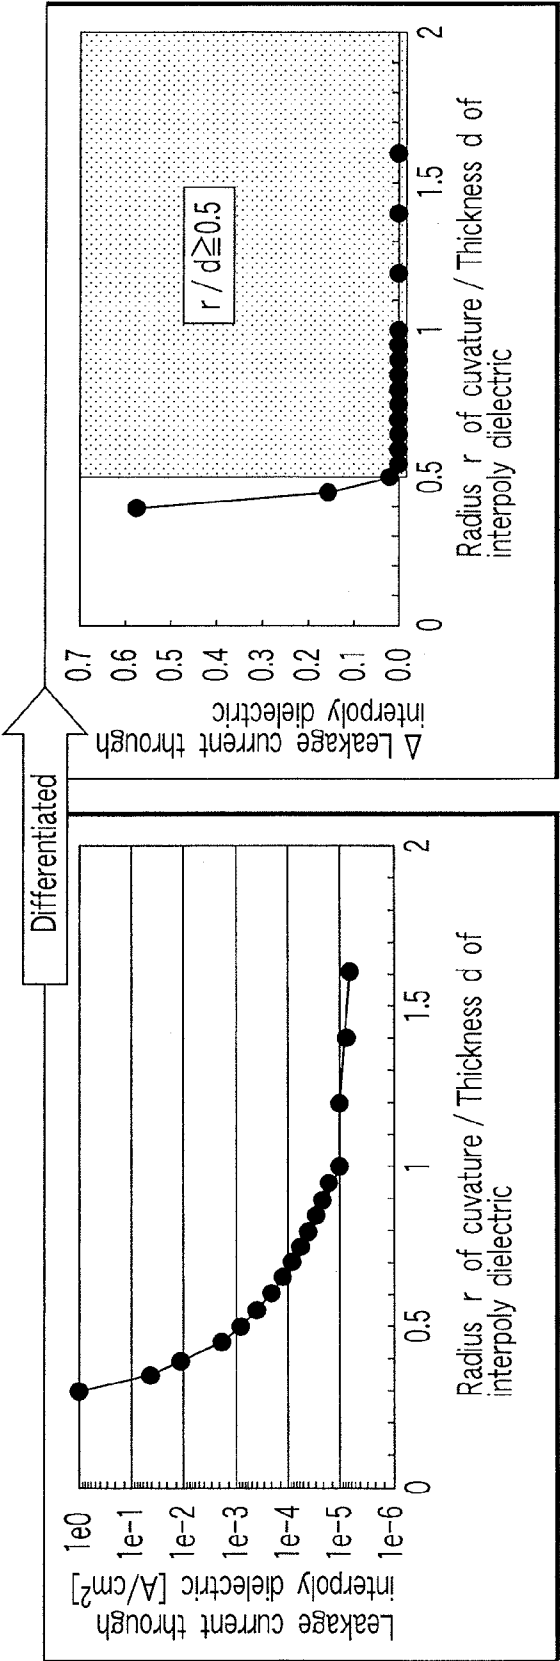 Differentiated
Leakage current through
interpoly dielectric [A/cm²]
1e0
1e-1
1e-2
1e-3
1e-4
1e-5
1e-6
0
0.5
1
1.5
2
Radius r of cuvature / Thickness d of
interpoly dielectric
Δ Leakage current through
interpoly dielectric
0.7
0.6
0.5
0.4
0.3
0.2
0.1
0.0
r / d≧0.5
0
0.5
1
1.5
2
Radius r of cuvature / Thickness d of
interpoly dielectric